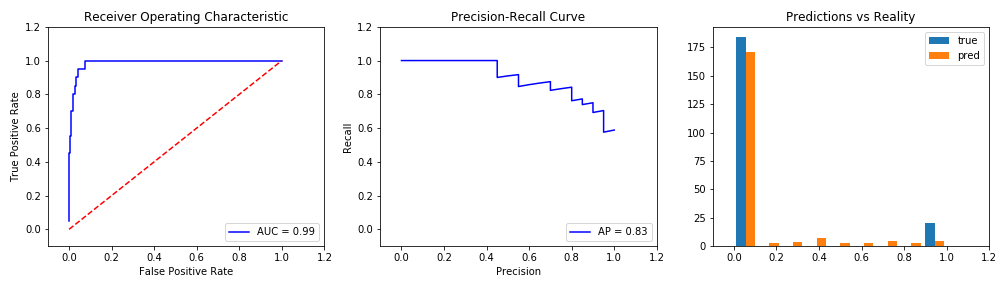 Receiver Operating Characteristic
1.2
1.0
0.8
0.6
0.4
0.2
0.0
True Positive Rate
0.0 0.2 0.4 0.6 0.8 1.0 1.2
False Positive Rate
AUC = 0.99
Precision-Recall Curve
1.2
1.0
0.8
0.6
0.4
0.2
0.0
Recall
0.0 0.2 0.4 0.6 0.8 1.0 1.2
Precision
AP = 0.83
Predictions vs Reality
175
150
125
100
75
50
25
0
0.0 0.2 0.4 0.6 0.8 1.0 1.2
true
pred